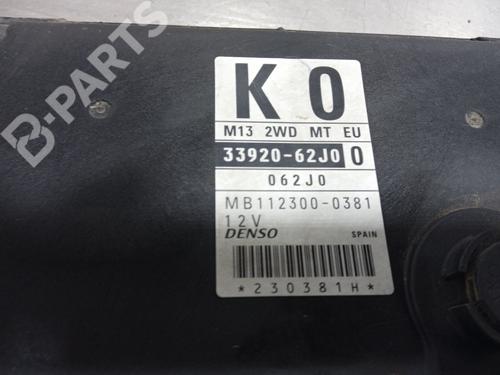 K 0
M13 2WD MT EU
33920-62J0 0
062J0
MB112300-0381
12V
DENSO SPAIN
*230381H*
B-PARTS